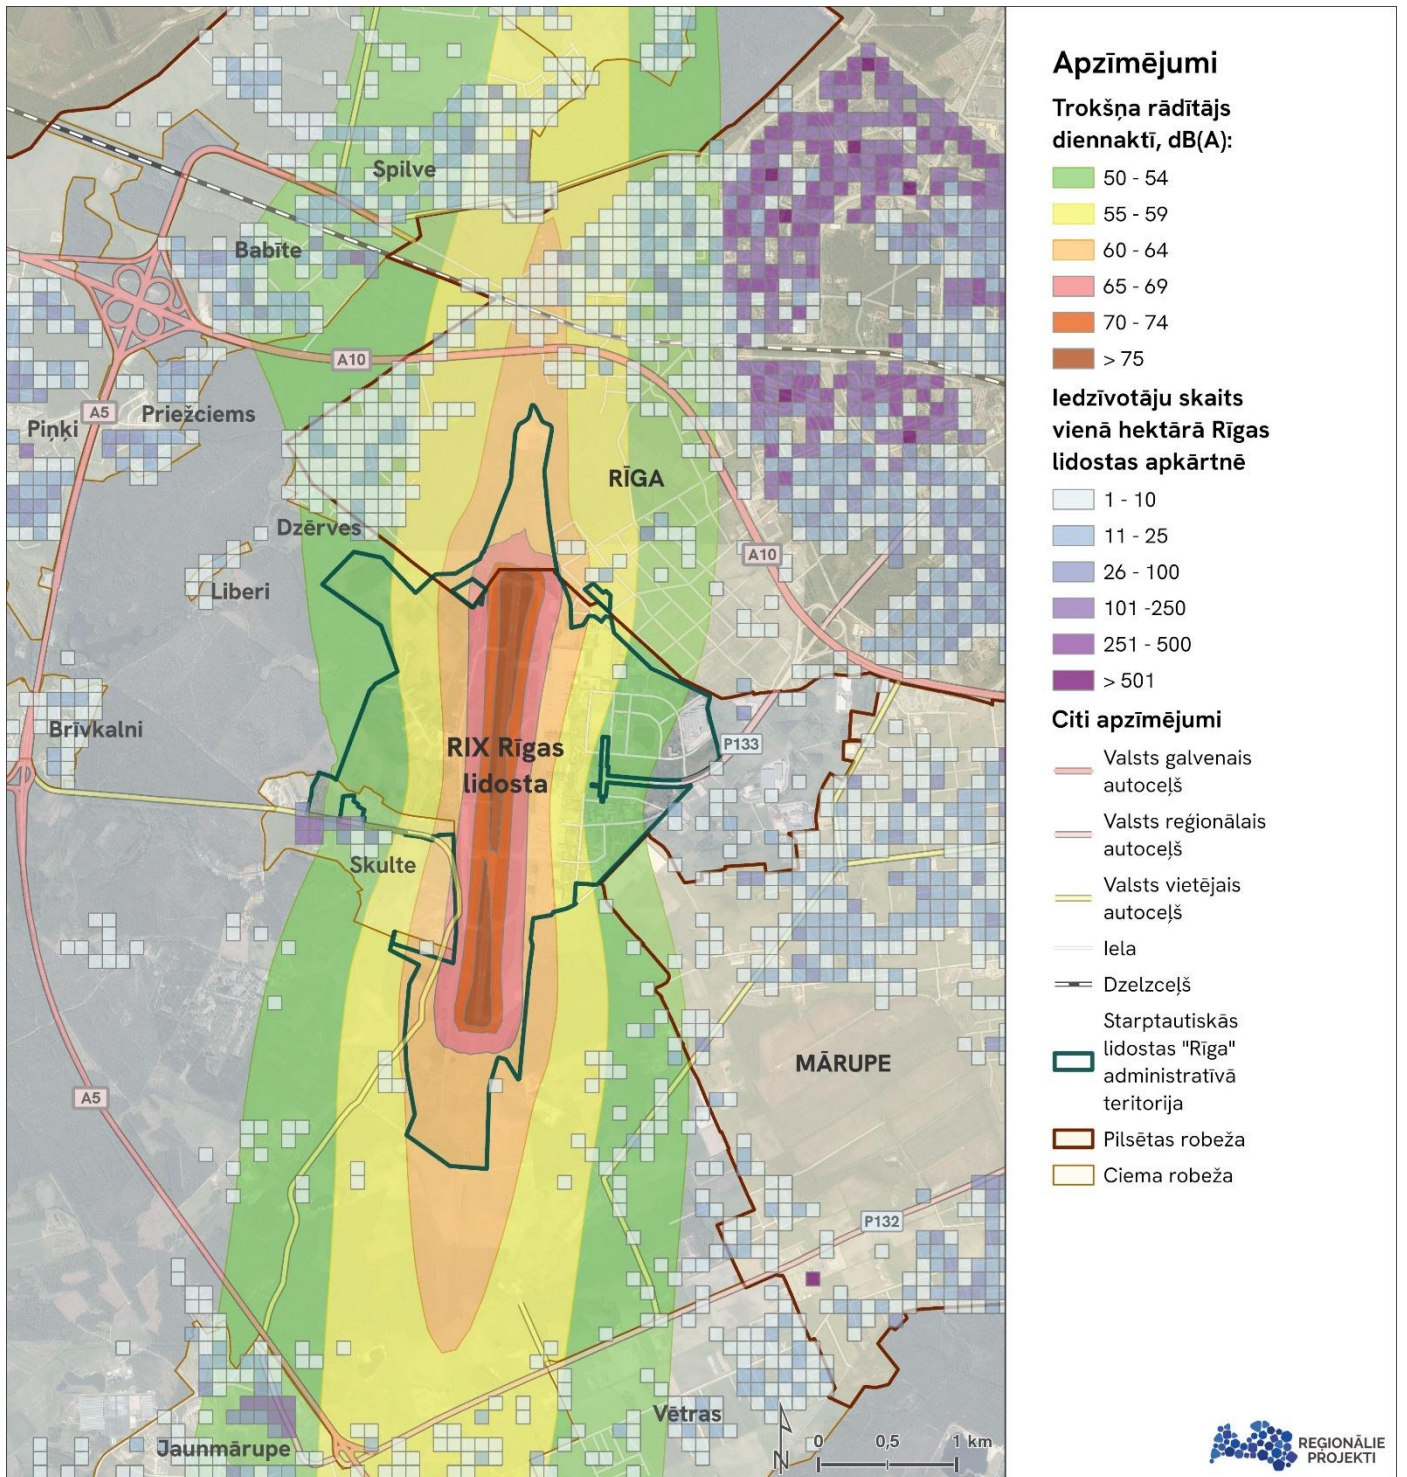 Spilve
Babīte
A10
A5
Priežciems
Piņķi
RĪGA
Dzērves
A10
Liberi
Brīvkalni
RIX Rīgas
lidosta
P133
Skulte
MĀRUPE
A5
P132
Vētras
Jaunmārupe
N
0
0,5
1 km
Apzīmējumi
Trokšņa rādītājs
diennaktī, dB(A):
50 - 54
55 - 59
60 - 64
65 - 69
70 - 74
> 75
Iedzīvotāju skaits
vienā hektārā Rīgas
lidostas apkārtnē
1 - 10
11 - 25
26 - 100
101 -250
251 - 500
> 501
Citi apzīmējumi
Valsts galvenais
autoceļš
Valsts reģionālais
autoceļš
Valsts vietējais
autoceļš
Iela
Dzelzceļš
Starptautiskās
lidostas "Rīga"
administratīvā
teritorija
Pilsētas robeža
Ciema robeža
REĢIONĀLIE
PROJEKTI